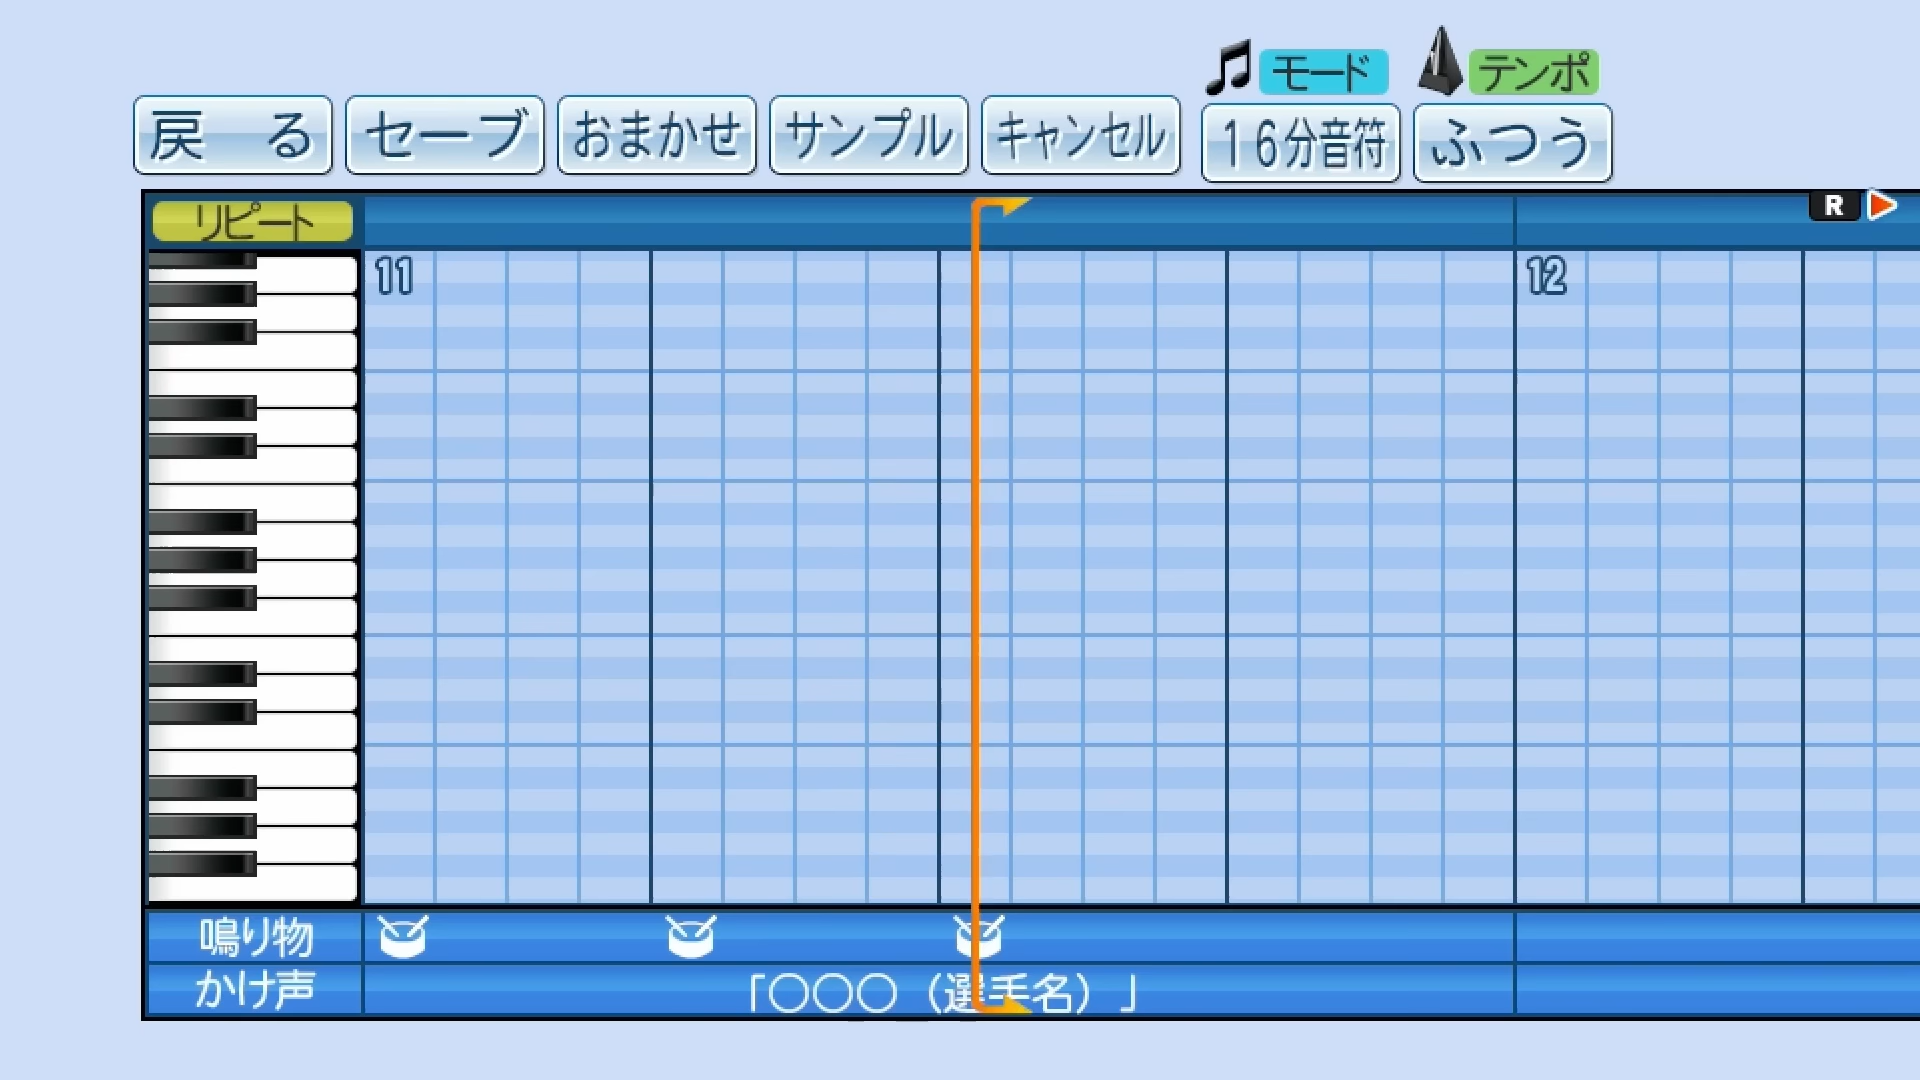 モード テンポ
戻る セーブ おまかせ サンプル キャンセル 16分音符 ふつう
リピート R
11 12
鳴り物
かけ声 「○○○（選手名）」